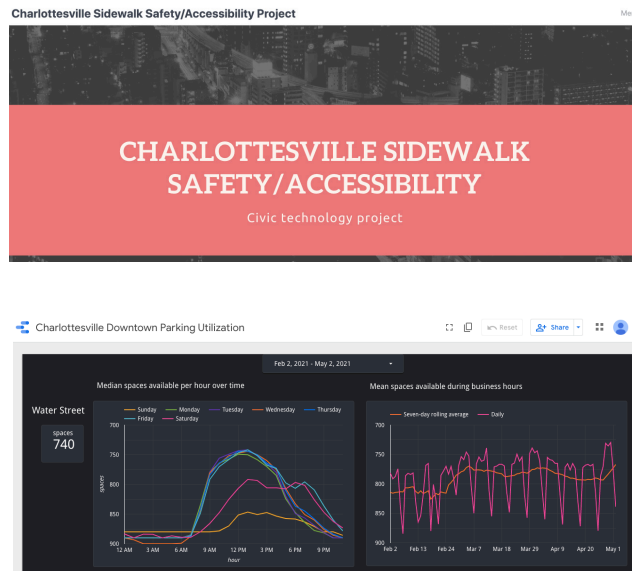 Charlottesville Sidewalk Safety/Accessibility Project
CHARLOTTESVILLE SIDEWALK
SAFETY/ACCESSIBILITY
Civic technology project
Charlottesville Downtown Parking Utilization
Reset
Share
Feb 2, 2021 - May 2, 2021
Median spaces available per hour over time
Mean spaces available during business hours
Water Street
spaces
740
Sunday Monday Tuesday Wednesday Thursday
Friday Saturday
Seven-day rolling average Daily
700
750
800
850
900
spaces
12 AM 3 AM 6 AM 9 AM 12 PM 3 PM 6 PM 9 PM
hour
700
750
800
850
900
Feb 2 Feb 13 Feb 24 Mar 7 Mar 18 Mar 29 Apr 9 Apr 20 May 1